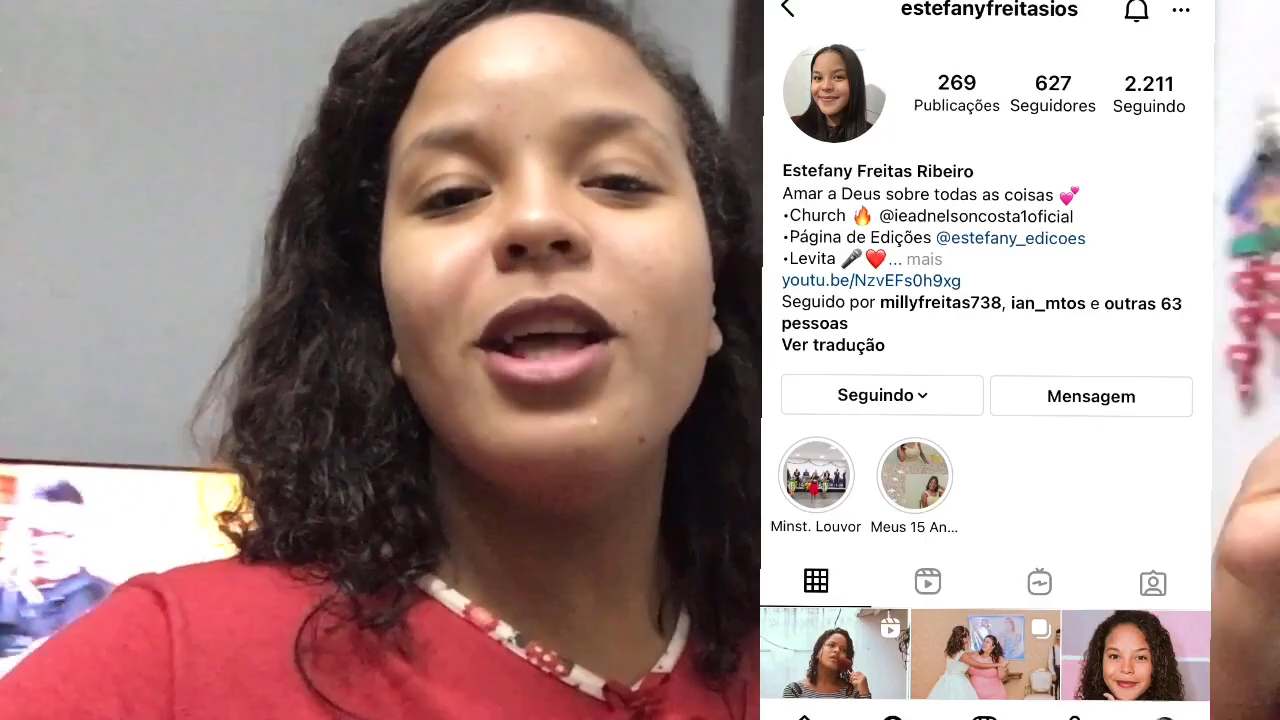 estefanyfreitasios
269
627
2.211
Publicações
Seguidores
Seguindo
Estefany Freitas Ribeiro
Amar a Deus sobre todas as coisas 💕
•Church 🔥 @ieadnelsoncosta1oficial
•Página de Edições @estefany_edicoes
•Levita 🎤❤️... mais
youtu.be/NzvEFs0h9xg
Seguido por millyfreitas738, ian_mtos e outras 63
pessoas
Ver tradução
Seguindo
Mensagem
Minst. Louvor
Meus 15 An...